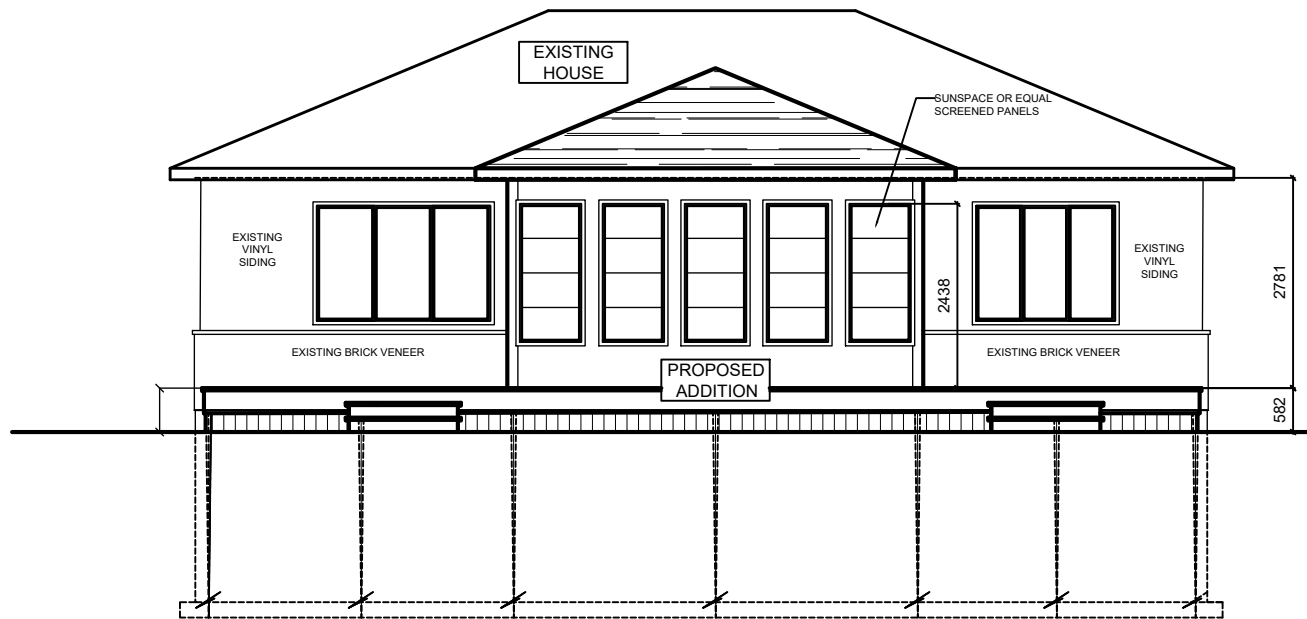 EXISTING
HOUSE
SUNSPACE OR EQUAL
SCREENED PANELS
EXISTING
VINYL
SIDING
EXISTING
VINYL
SIDING
2438
2781
EXISTING BRICK VENEER
EXISTING BRICK VENEER
PROPOSED
ADDITION
582